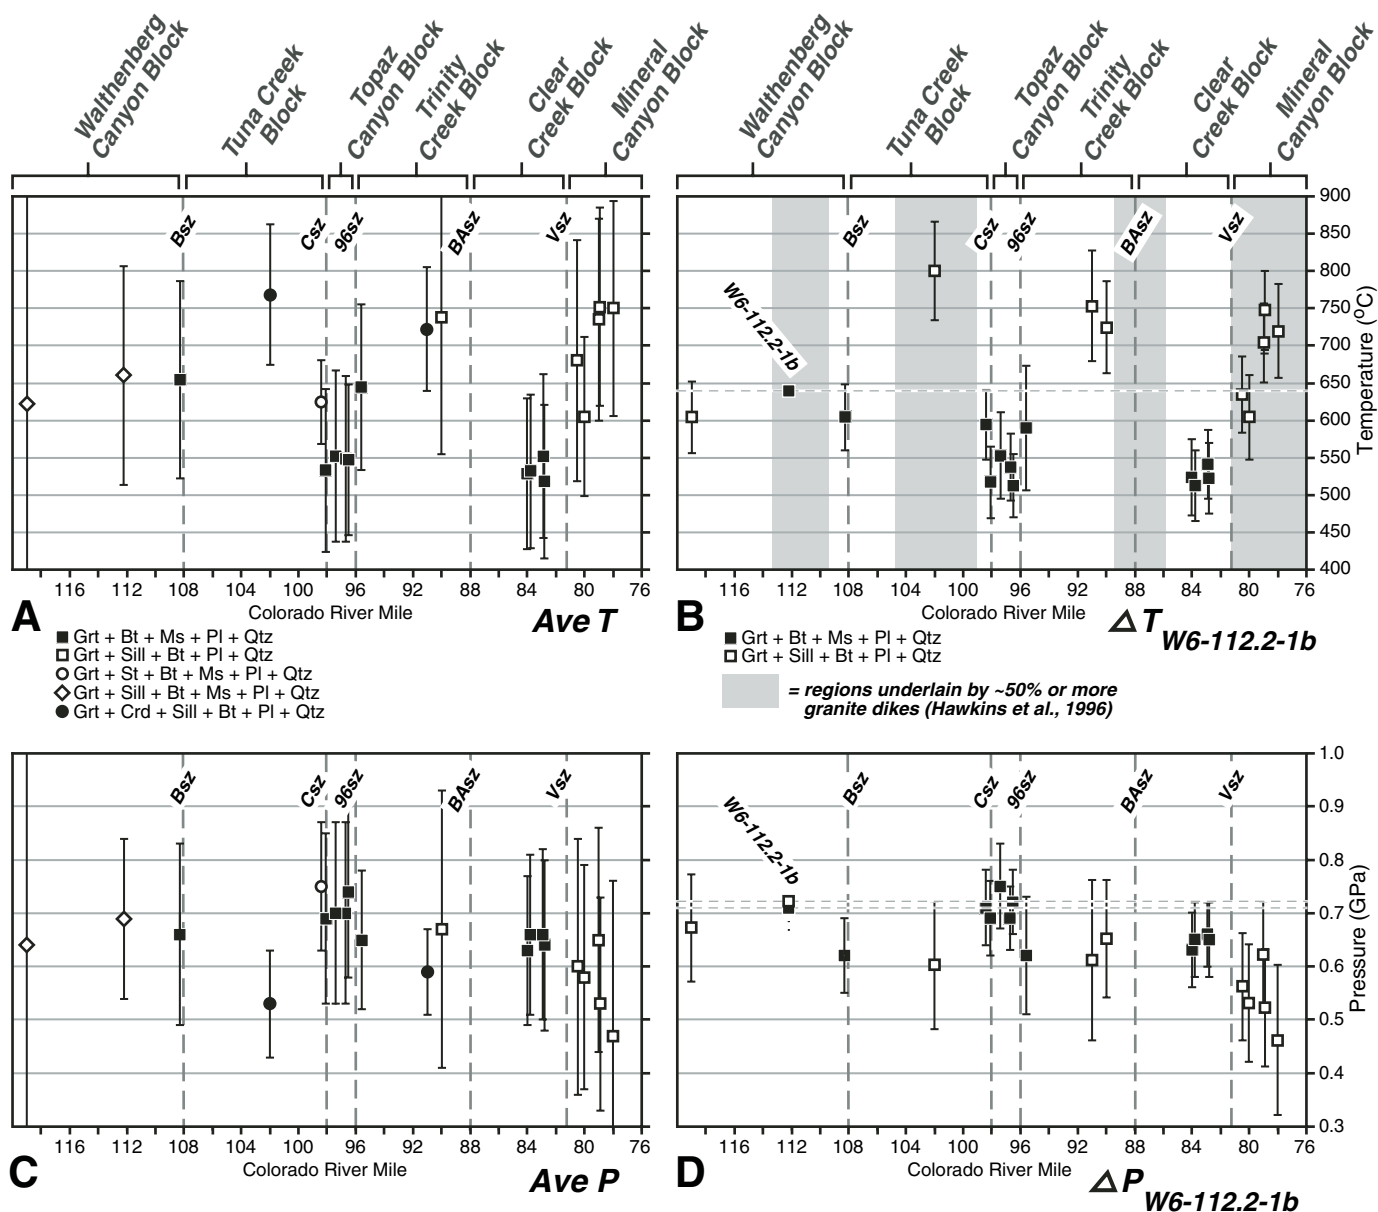 Walthenberg
Canyon Block
Tuna Creek
Block
Topaz
Canyon Block
Trinity
Creek Block
Clear
Creek Block
Mineral
Canyon Block
Walthenberg
Canyon Block
Tuna Creek
Block
Topaz
Canyon Block
Trinity
Creek Block
Clear
Creek Block
Mineral
Canyon Block
Bsz
Csz
96sz
BAsz
Vsz
116 112 108 104 100 96 92 88 84 80 76
Colorado River Mile
A
Ave T
Bsz
Csz
96sz
BAsz
Vsz
W6-112.2-1b
900
850
800
750
700
650
600
550
500
450
400
Temperature (ºC)
116 112 108 104 100 96 92 88 84 80 76
Colorado River Mile
B
△ T W6-112.2-1b
Grt + Bt + Ms + Pl + Qtz
Grt + Sill + Bt + Pl + Qtz
Grt + St + Bt + Ms + Pl + Qtz
Grt + Sill + Bt + Ms + Pl + Qtz
Grt + Crd + Sill + Bt + Pl + Qtz
Grt + Bt + Ms + Pl + Qtz
Grt + Sill + Bt + Pl + Qtz
= regions underlain by ~50% or more
granite dikes (Hawkins et al., 1996)
Bsz
Csz
96sz
BAsz
Vsz
116 112 108 104 100 96 92 88 84 80 76
Colorado River Mile
C
Ave P
Bsz
Csz
96sz
BAsz
Vsz
W6-112.2-1b
1.0
0.9
0.8
0.7
0.6
0.5
0.4
0.3
Pressure (GPa)
116 112 108 104 100 96 92 88 84 80 76
Colorado River Mile
D
△ P W6-112.2-1b